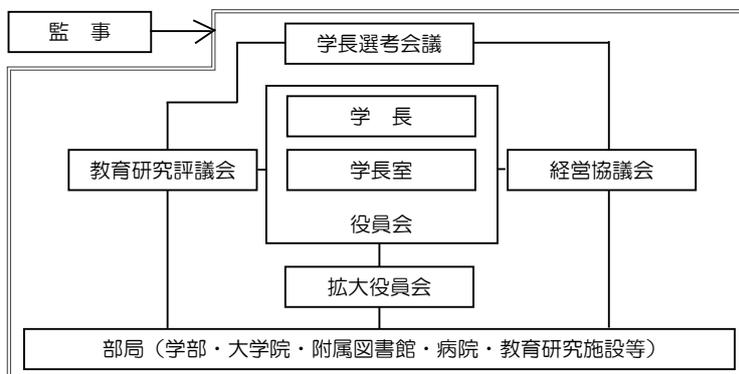 監　事
学長選考会議
学　長
教育研究評議会
学長室
経営協議会
役員会
拡大役員会
部局（学部・大学院・附属図書館・病院・教育研究施設等）